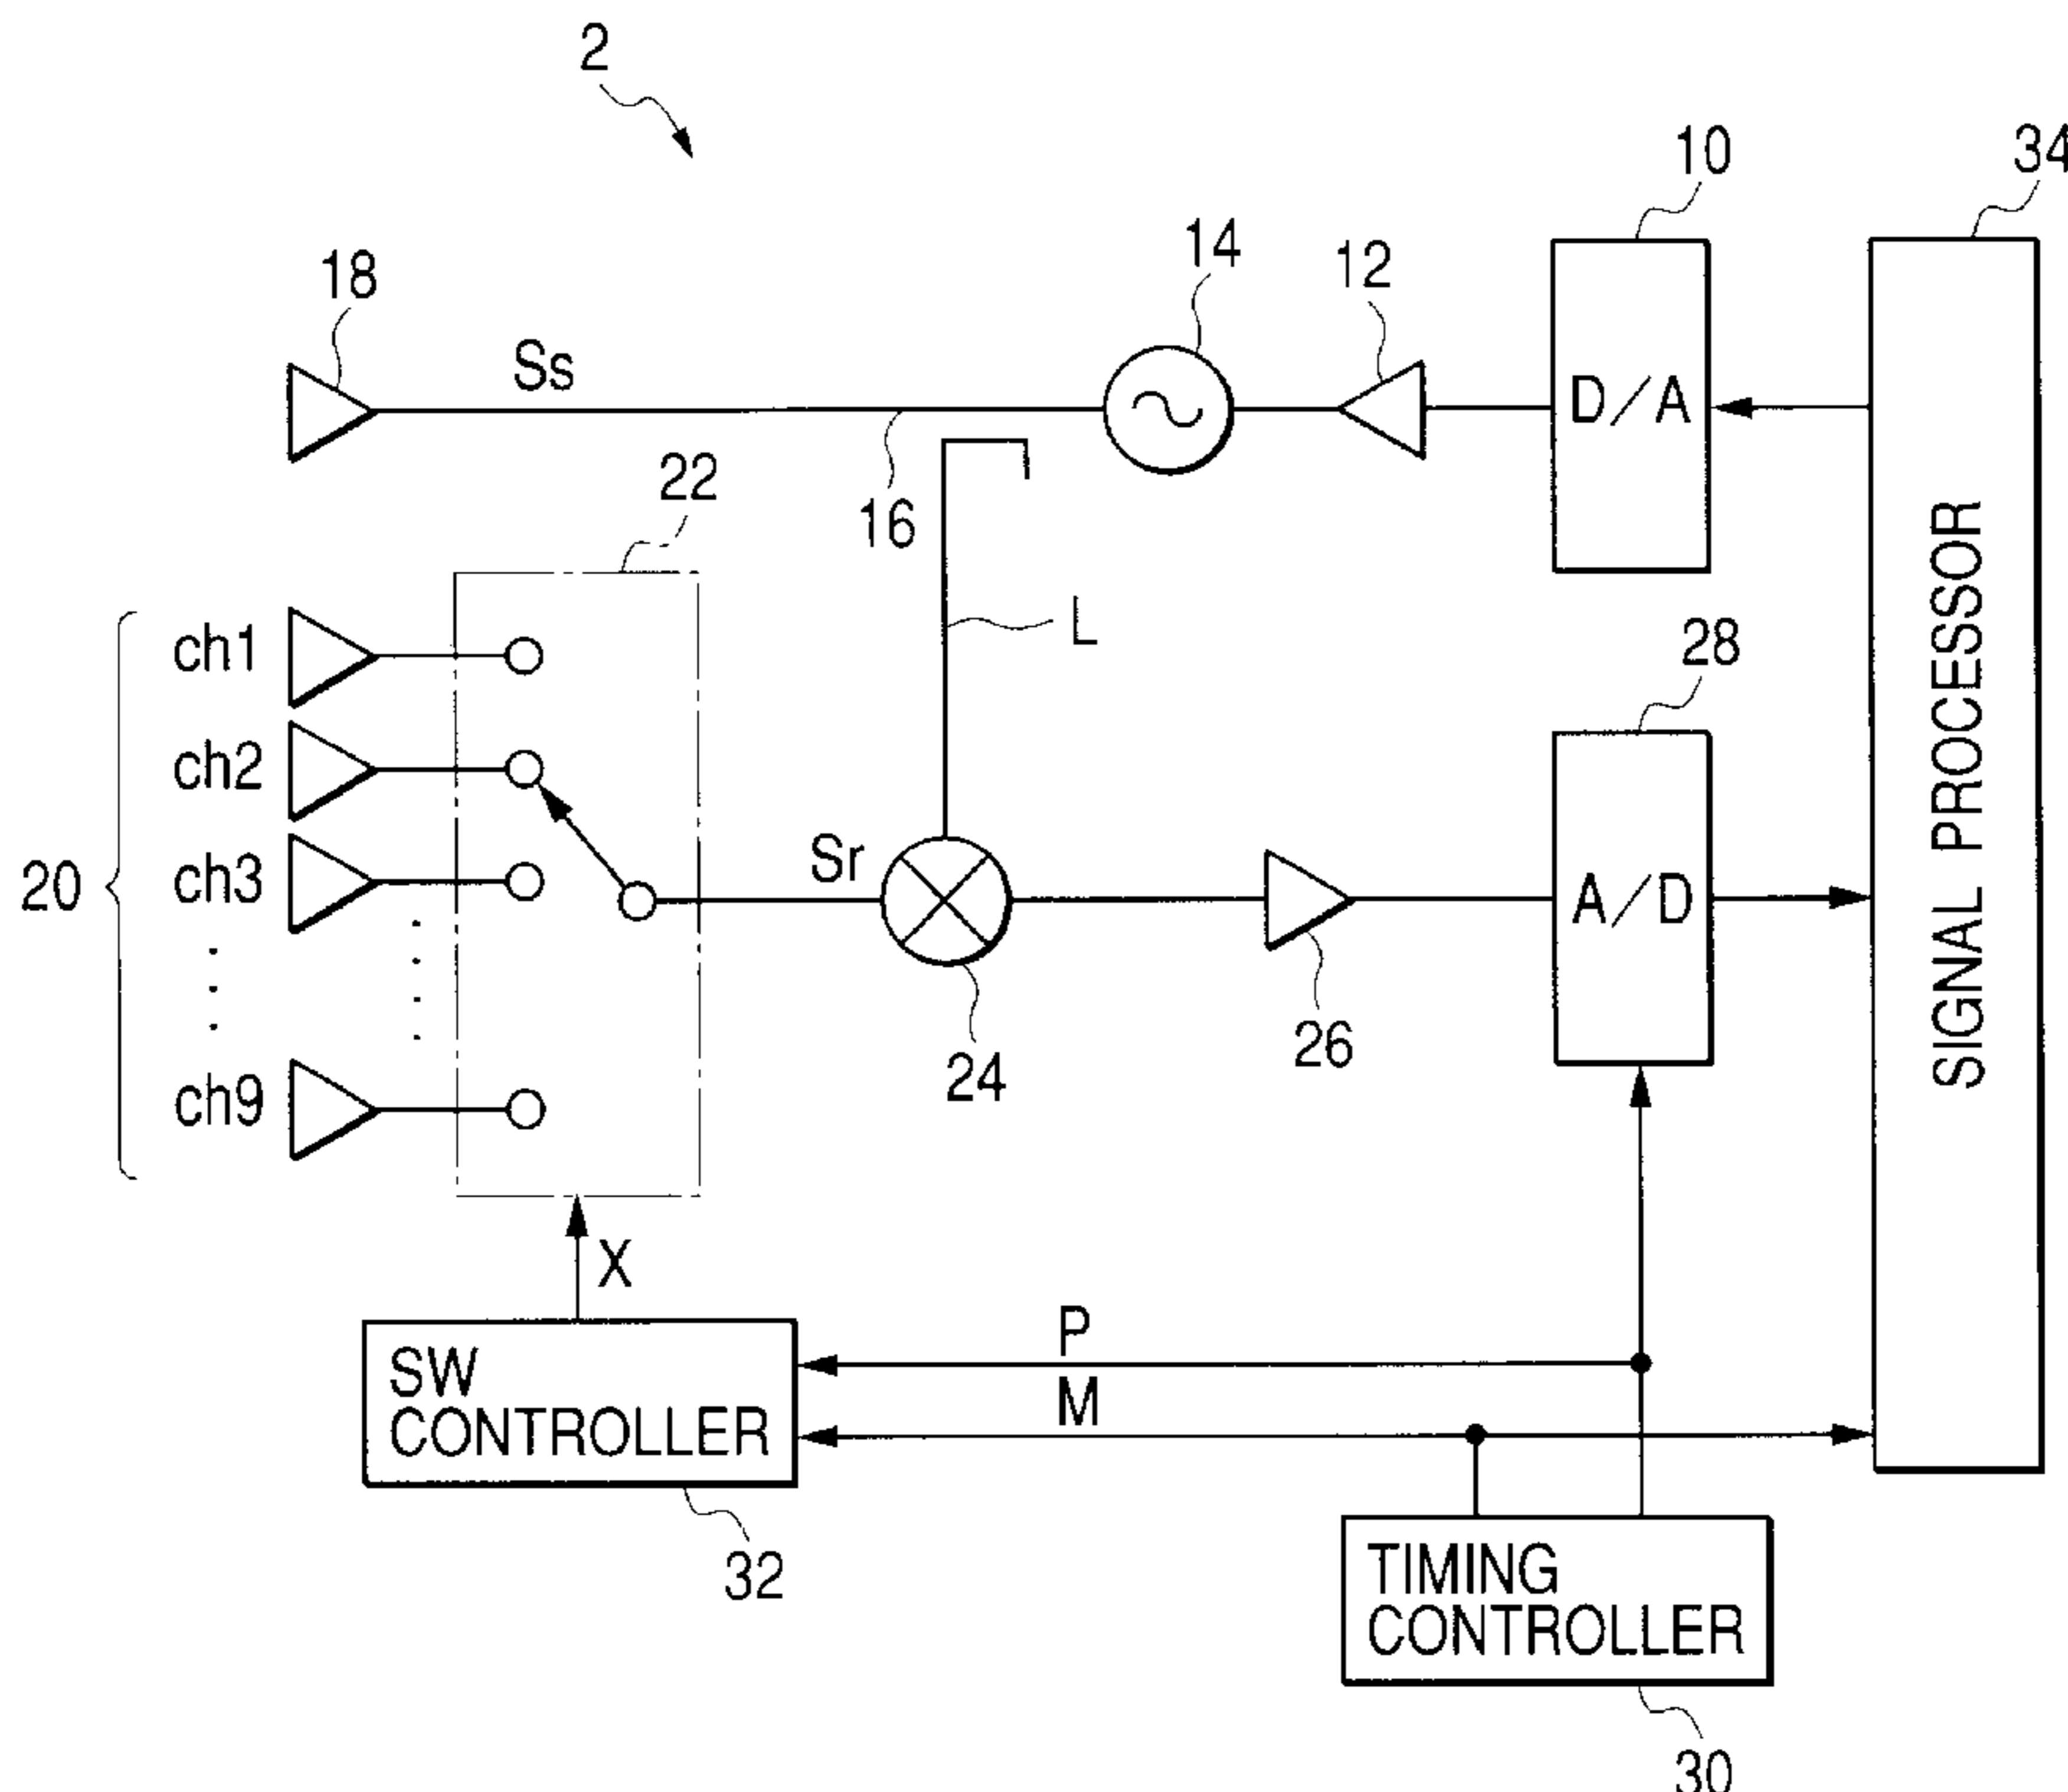 2
10
34
14
12
18
Ss
D/A
22
16
L
28
ch1
ch2
20
ch3
Sr
A/D
SIGNAL PROCESSOR
26
24
ch9
X
P
M
SW
CONTROLLER
32
TIMING
CONTROLLER
30